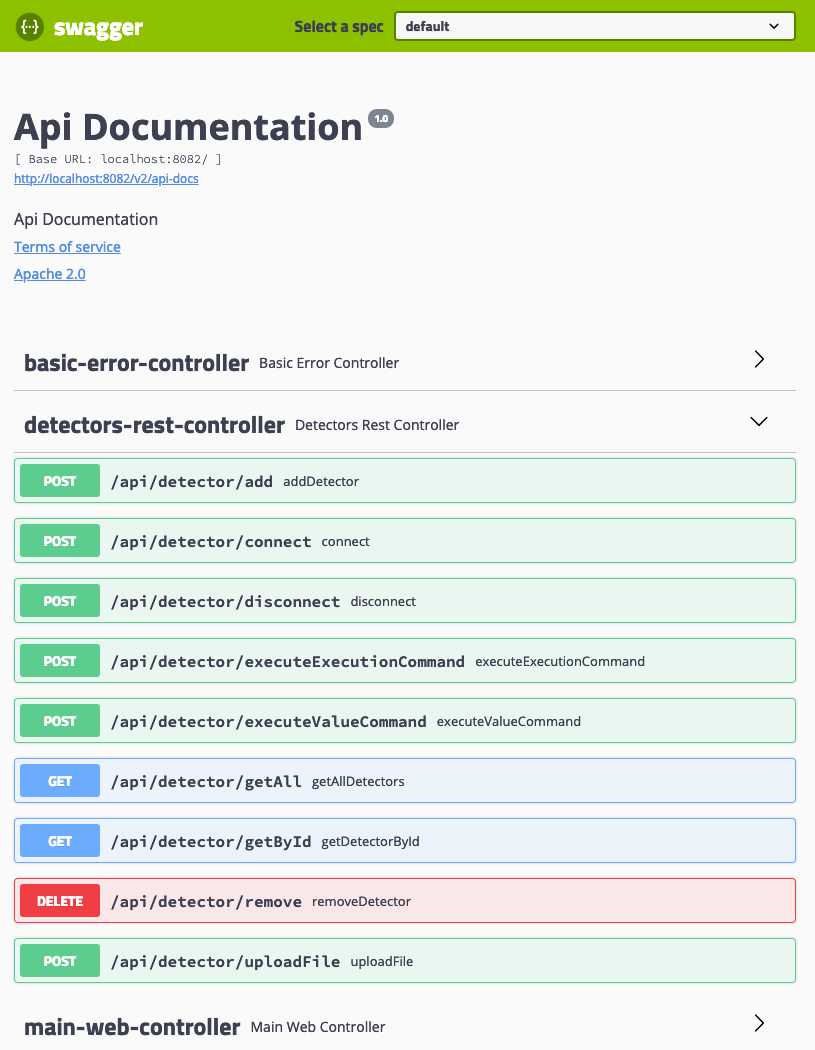 swagger Select a spec default
Api Documentation 1.0
[ Base URL: localhost:8082/ ]
http://localhost:8082/v2/api-docs
Api Documentation
Terms of service
Apache 2.0
basic-error-controller Basic Error Controller
detectors-rest-controller Detectors Rest Controller
POST /api/detector/add addDetector
POST /api/detector/connect connect
POST /api/detector/disconnect disconnect
POST /api/detector/executeExecutionCommand executeExecutionCommand
POST /api/detector/executeValueCommand executeValueCommand
GET /api/detector/getAll getAllDetectors
GET /api/detector/getById getDetectorById
DELETE /api/detector/remove removeDetector
POST /api/detector/uploadFile uploadFile
main-web-controller Main Web Controller